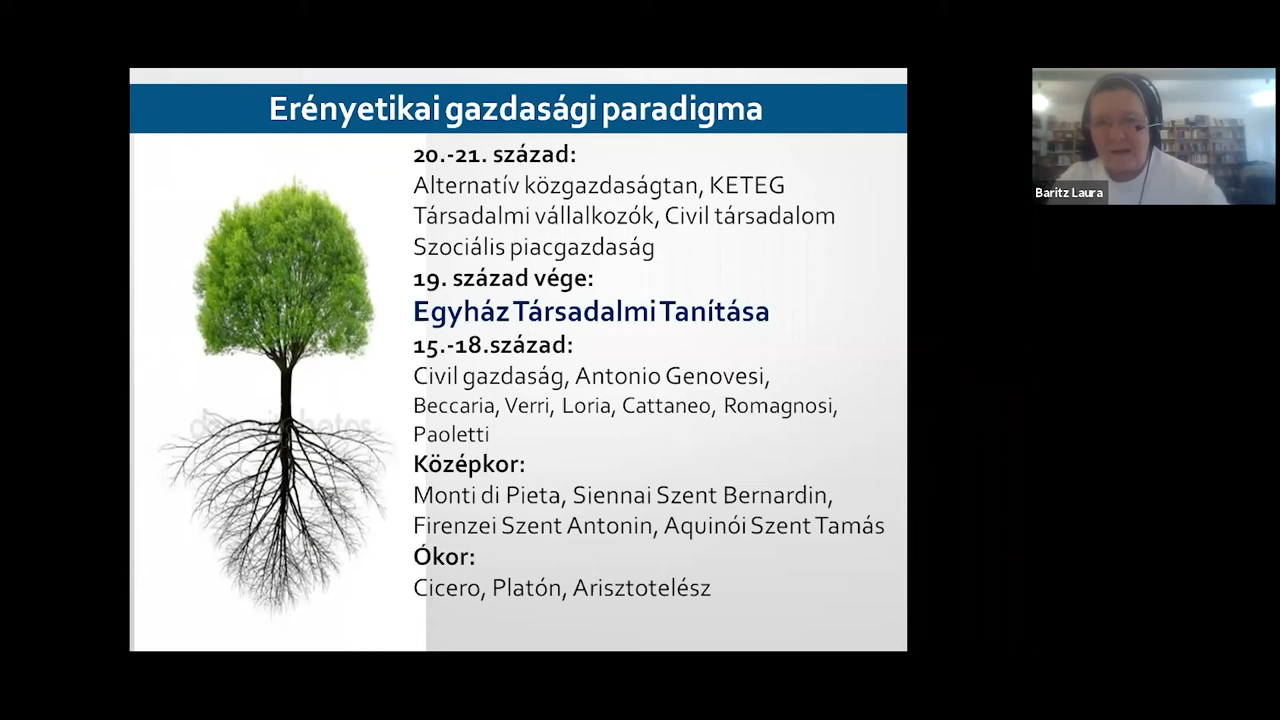 Erényetikai gazdasági paradigma
20.-21. század:
Alternatív közgazdaságtan, KETEG
Társadalmi vállalkozók, Civil társadalom
Szociális piacgazdaság
19. század vége:
Egyház Társadalmi Tanítása
15.-18.század:
Civil gazdaság, Antonio Genovesi,
Beccaria, Verri, Loria, Cattaneo, Romagnosi,
Paoletti
Középkor:
Monti di Pieta, Siennai Szent Bernardin,
Firenzei Szent Antonin, Aquinói Szent Tamás
Ókor:
Cicero, Platón, Arisztotelész
Baritz Laura